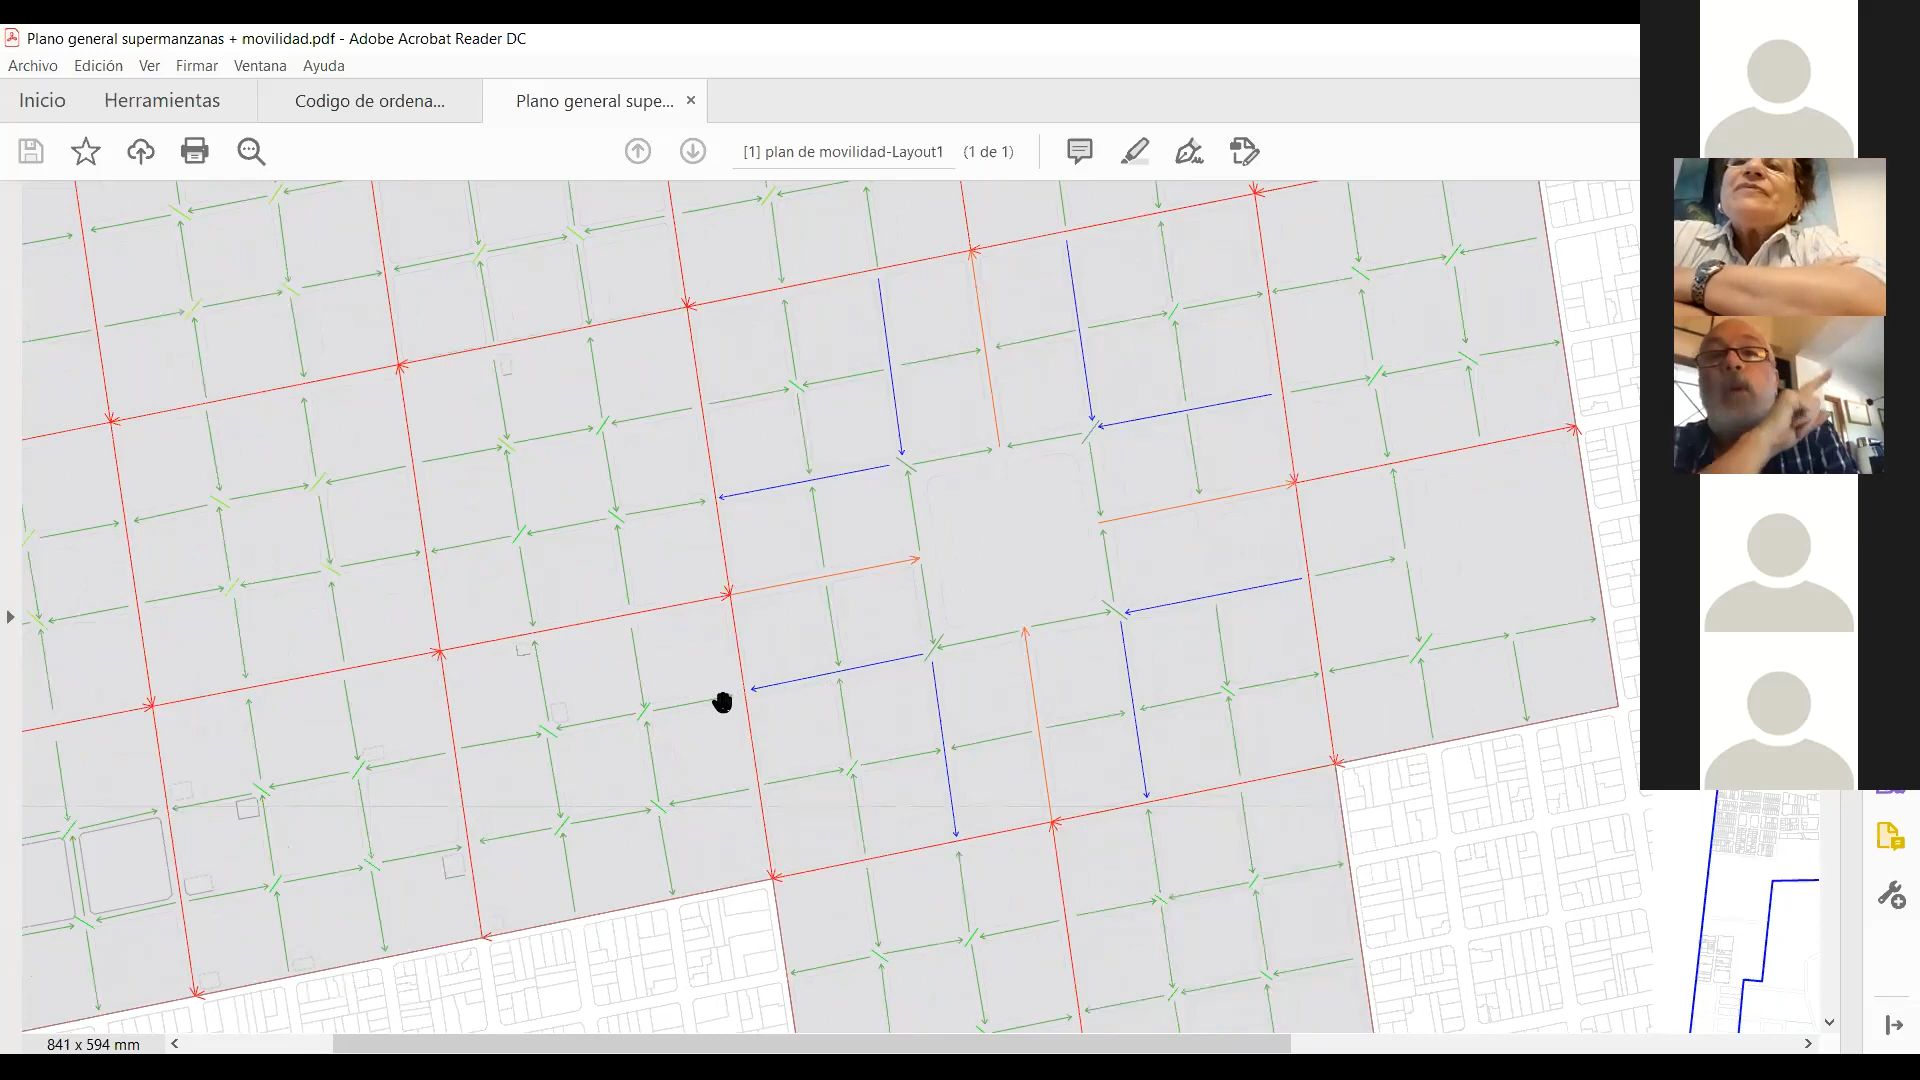 Plano general supermanzanas + movilidad.pdf - Adobe Acrobat Reader DC
Archivo Edición Ver Firmar Ventana Ayuda
Inicio Herramientas Codigo de ordena... Plano general supe... ×
[1] plan de movilidad-Layout1 (1 de 1)
841 x 594 mm